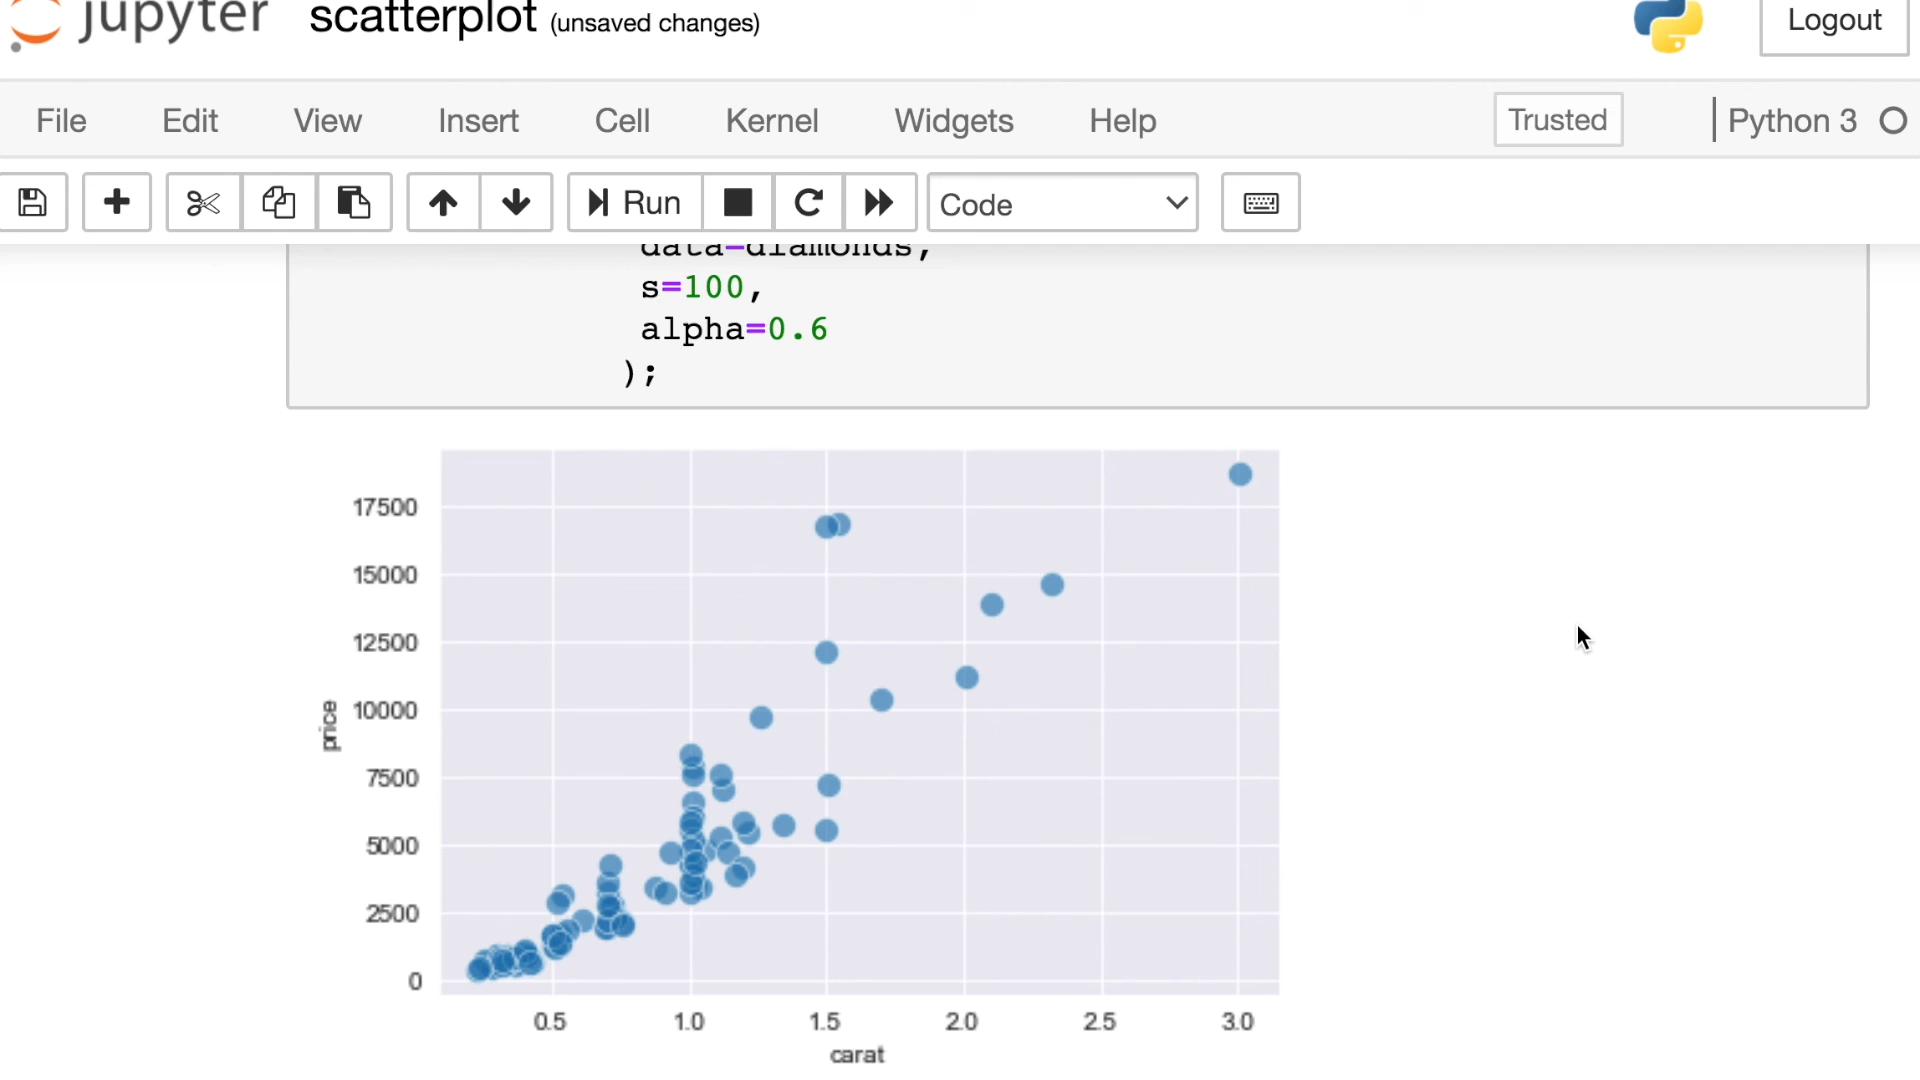 jupyter scatterplot (unsaved changes) Logout
File Edit View Insert Cell Kernel Widgets Help Trusted Python 3
Run Code
data=diamonds,
s=100,
alpha=0.6
);
17500
15000
12500
10000
7500
5000
2500
0
price
0.5 1.0 1.5 2.0 2.5 3.0
carat